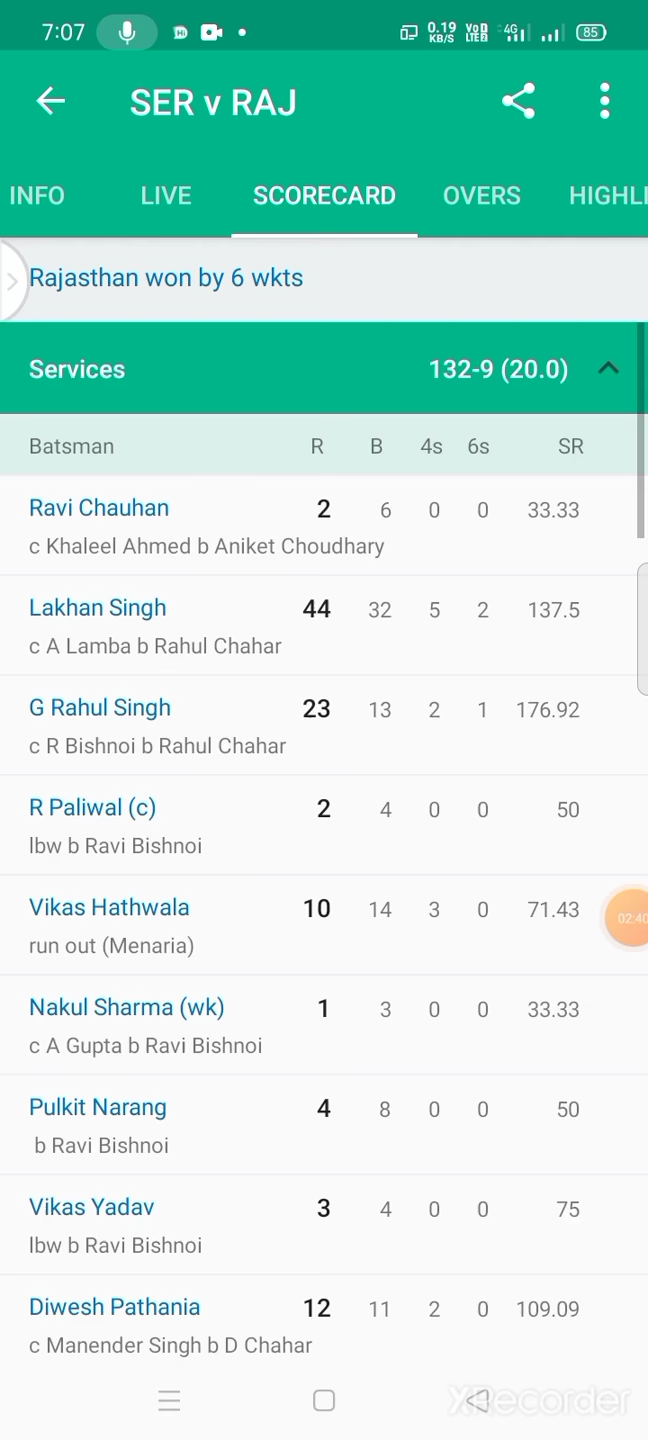 7:07 Hi 0.19 KB/S VoD LTE 2 4G 85
SER v RAJ
INFO LIVE SCORECARD OVERS HIGHLI
Rajasthan won by 6 wkts
Services 132-9 (20.0)
Batsman R B 4s 6s SR
Ravi Chauhan 2 6 0 0 33.33
c Khaleel Ahmed b Aniket Choudhary
Lakhan Singh 44 32 5 2 137.5
c A Lamba b Rahul Chahar
G Rahul Singh 23 13 2 1 176.92
c R Bishnoi b Rahul Chahar
R Paliwal (c) 2 4 0 0 50
lbw b Ravi Bishnoi
Vikas Hathwala 10 14 3 0 71.43
run out (Menaria)
02:40
Nakul Sharma (wk) 1 3 0 0 33.33
c A Gupta b Ravi Bishnoi
Pulkit Narang 4 8 0 0 50
b Ravi Bishnoi
Vikas Yadav 3 4 0 0 75
lbw b Ravi Bishnoi
Diwesh Pathania 12 11 2 0 109.09
c Manender Singh b D Chahar
XRecorder